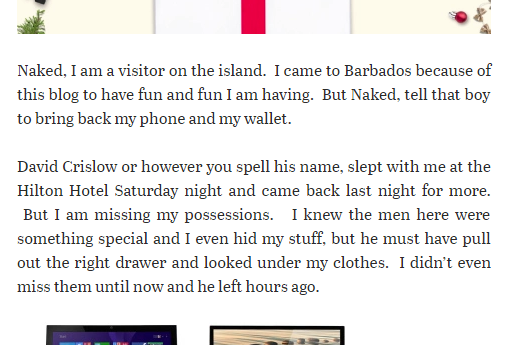 Naked, I am a visitor on the island.  I came to Barbados because of
this blog to have fun and fun I am having.  But Naked, tell that boy
to bring back my phone and my wallet.
David Crislow or however you spell his name, slept with me at the
Hilton Hotel Saturday night and came back last night for more.
But I am missing my possessions.   I knew the men here were
something special and I even hid my stuff, but he must have pull
out the right drawer and looked under my clothes.  I didn't even
miss them until now and he left hours ago.